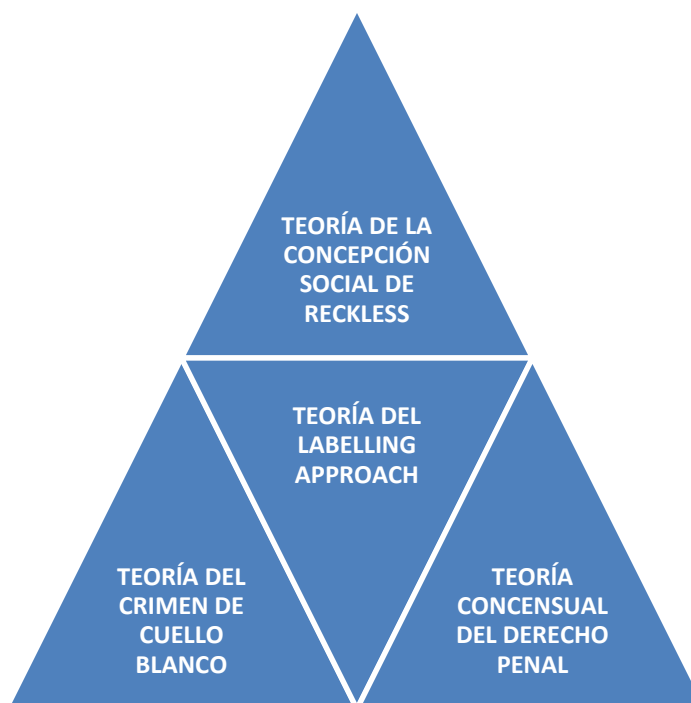 TEORÍA DE LA
CONCEPCIÓN
SOCIAL DE
RECKLESS
TEORÍA DEL
LABELLING
APPROACH
TEORÍA DEL
CRIMEN DE
CUELLO
BLANCO
TEORÍA
CONCENSUAL
DEL DERECHO
PENAL